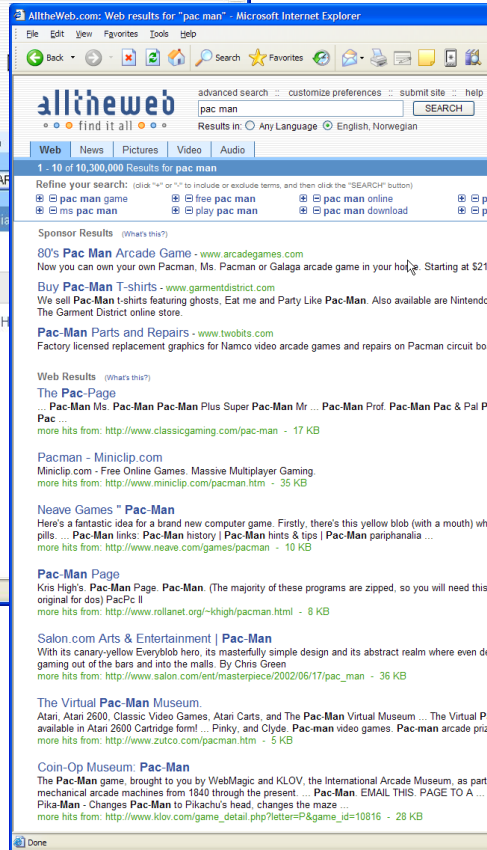 AlltheWeb.com: Web results for "pac man" - Microsoft Internet Explorer
File Edit View Favorites Tools Help
Back Search Favorites
alltheweb
find it all
advanced search :: customize preferences :: submit site :: help
pac man SEARCH
Results in: Any Language English, Norwegian
Web News Pictures Video Audio
1 - 10 of 10,300,000 Results for pac man
Refine your search: (click "+" or "-" to include or exclude terms, and then click the "SEARCH" button)
pac man game free pac man pac man online p
ms pac man play pac man pac man download p
Sponsor Results (What's this?)
80's Pac Man Arcade Game - www.arcadegames.com
Now you can own your own Pacman, Ms. Pacman or Galaga arcade game in your home. Starting at $21
Buy Pac-Man T-shirts - www.garmentdistrict.com
We sell Pac-Man t-shirts featuring ghosts, Eat me and Party Like Pac-Man. Also available are Nintendo
The Garment District online store.
Pac-Man Parts and Repairs - www.twobits.com
Factory licensed replacement graphics for Namco video arcade games and repairs on Pacman circuit bo
Web Results (What's this?)
The Pac-Page
... Pac-Man Ms. Pac-Man Pac-Man Plus Super Pac-Man Mr ... Pac-Man Prof. Pac-Man Pac & Pal P
Pac ...
more hits from: http://www.classicgaming.com/pac-man - 17 KB
Pacman - Miniclip.com
Miniclip.com - Free Online Games. Massive Multiplayer Gaming.
more hits from: http://www.miniclip.com/pacman.htm - 35 KB
Neave Games " Pac-Man
Here's a fantastic idea for a brand new computer game. Firstly, there's this yellow blob (with a mouth) wh
pills. ... Pac-Man links: Pac-Man history | Pac-Man hints & tips | Pac-Man pariphanalia ...
more hits from: http://www.neave.com/games/pacman - 10 KB
Pac-Man Page
Kris High's. Pac-Man Page. Pac-Man. (The majority of these programs are zipped, so you will need this
original for dos) PacPc II
more hits from: http://www.rollanet.org/~khigh/pacman.html - 8 KB
Salon.com Arts & Entertainment | Pac-Man
With its canary-yellow Everyblob hero, its masterfully simple design and its abstract realm where even de
gaming out of the bars and into the malls. By Chris Green
more hits from: http://www.salon.com/ent/masterpiece/2002/06/17/pac_man - 36 KB
The Virtual Pac-Man Museum.
Atari, Atari 2600, Classic Video Games, Atari Carts, and The Pac-Man Virtual Museum ... The Virtual P
available in Atari 2600 Cartridge form! ... Pinky, and Clyde. Pac-man video games. Pac-man arcade priz
more hits from: http://www.zutco.com/pacman.htm - 5 KB
Coin-Op Museum: Pac-Man
The Pac-Man game, brought to you by WebMagic and KLOV, the International Arcade Museum, as part
mechanical arcade machines from 1840 through the present. ... Pac-Man. EMAIL THIS. PAGE TO A ...
Pika-Man - Changes Pac-Man to Pikachu's head, changes the maze ...
more hits from: http://www.klov.com/game_detail.php?letter=P&game_id=10816 - 28 KB
Done